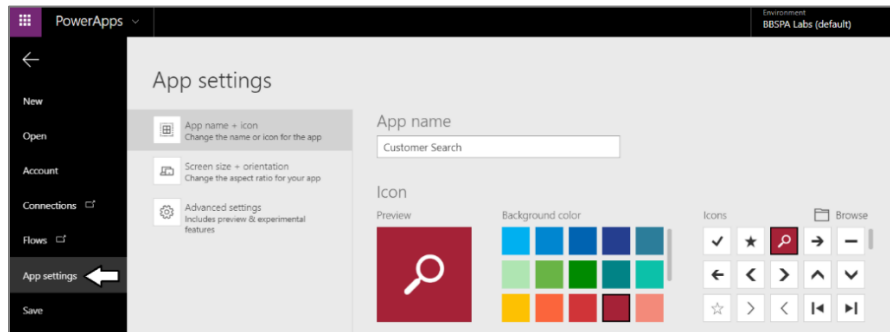 PowerApps
Environment
BBSPA Labs (default)
New
Open
Account
Connections
Flows
App settings
Save
App settings
App name + icon
Change the name or icon for the app
Screen size + orientation
Change the aspect ratio for your app
Advanced settings
Includes preview & experimental
features
App name
Customer Search
Icon
Preview
Background color
Icons
Browse